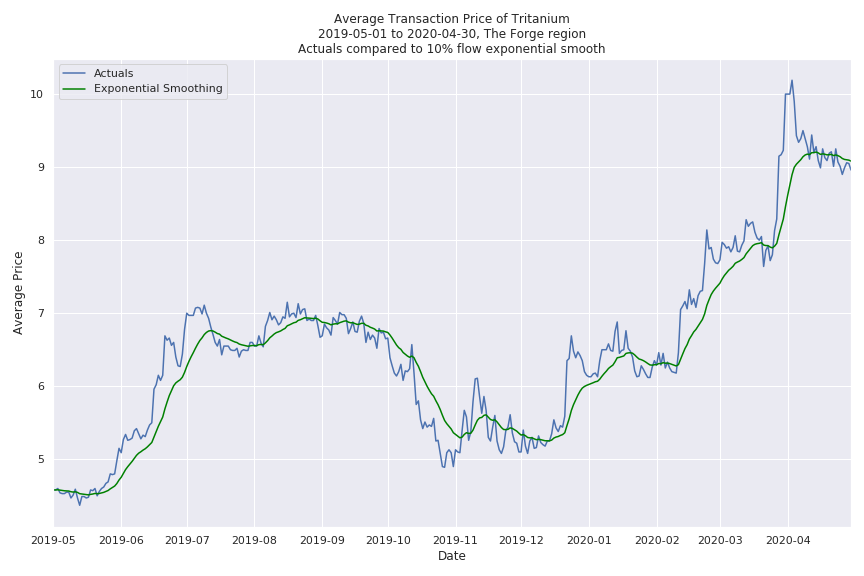 Average Transaction Price of Tritanium
2019-05-01 to 2020-04-30, The Forge region
Actuals compared to 10% flow exponential smooth
Actuals
Exponential Smoothing
10
9
8
7
6
5
Average Price
2019-05 2019-06 2019-07 2019-08 2019-09 2019-10 2019-11 2019-12 2020-01 2020-02 2020-03 2020-04
Date